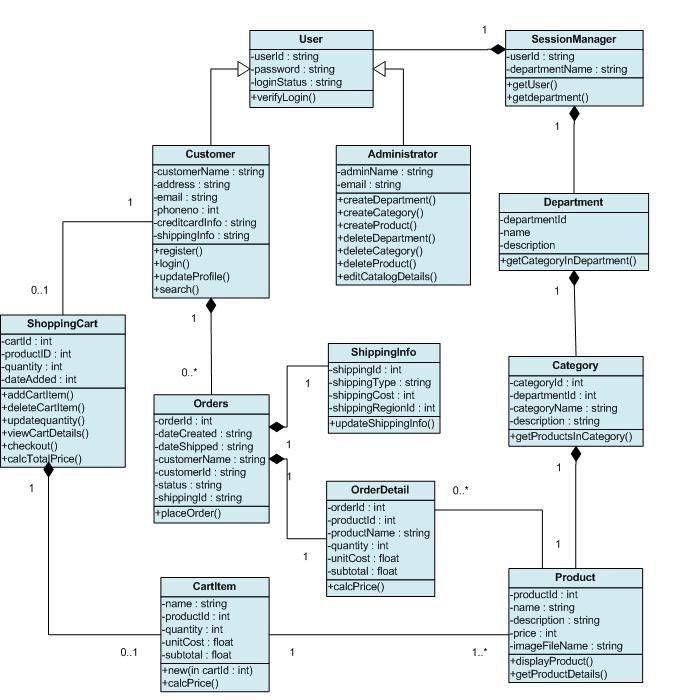 User
-userId : string
-password : string
-loginStatus : string
+verifyLogin()
1
SessionManager
-userId : string
-departmentName : string
+getUser()
+getdepartment()
1
Customer
-customerName : string
-address : string
-email : string
-phoneno : int
-creditcardInfo : string
-shippingInfo : string
+register()
+login()
+updateProfile()
+search()
Administrator
-adminName : string
-email : string
+createDepartment()
+createCategory()
+createProduct()
+deleteDepartment()
+deleteCategory()
+deleteProduct()
+editCatalogDetails()
Department
-departmentId
-name
-description
+getCategoryInDepartment()
1
1
0..1
ShoppingCart
-cartId : int
-productID : int
-quantity : int
-dateAdded : int
+addCartItem()
+deleteCartItem()
+updatequantity()
+viewCartDetails()
+checkout()
+calcTotalPrice()
1
1
0..*
Orders
-orderId : int
-dateCreated : string
-dateShipped : string
-customerName : string
-customerId : string
-status : string
-shippingId : string
+placeOrder()
ShippingInfo
-shippingId : int
-shippingType : string
-shippingCost : int
-shippingRegionId : int
+updateShippingInfo()
1
1
1
1
Category
-categoryId : int
-departmentId : int
-categoryName : string
-description : string
+getProductsInCategory()
1
OrderDetail
-orderId : int
-productId : int
-productName : string
-quantity : int
-unitCost : float
-subtotal : float
+calcPrice()
0..*
1
CartItem
-name : string
-productId : int
-quantity : int
-unitCost : float
-subtotal : float
+new(in cartId : int)
+calcPrice()
0..1
1
1..*
Product
-productId : int
-name : string
-description : string
-price : int
-imageFileName : string
+displayProduct()
+getProductDetails()